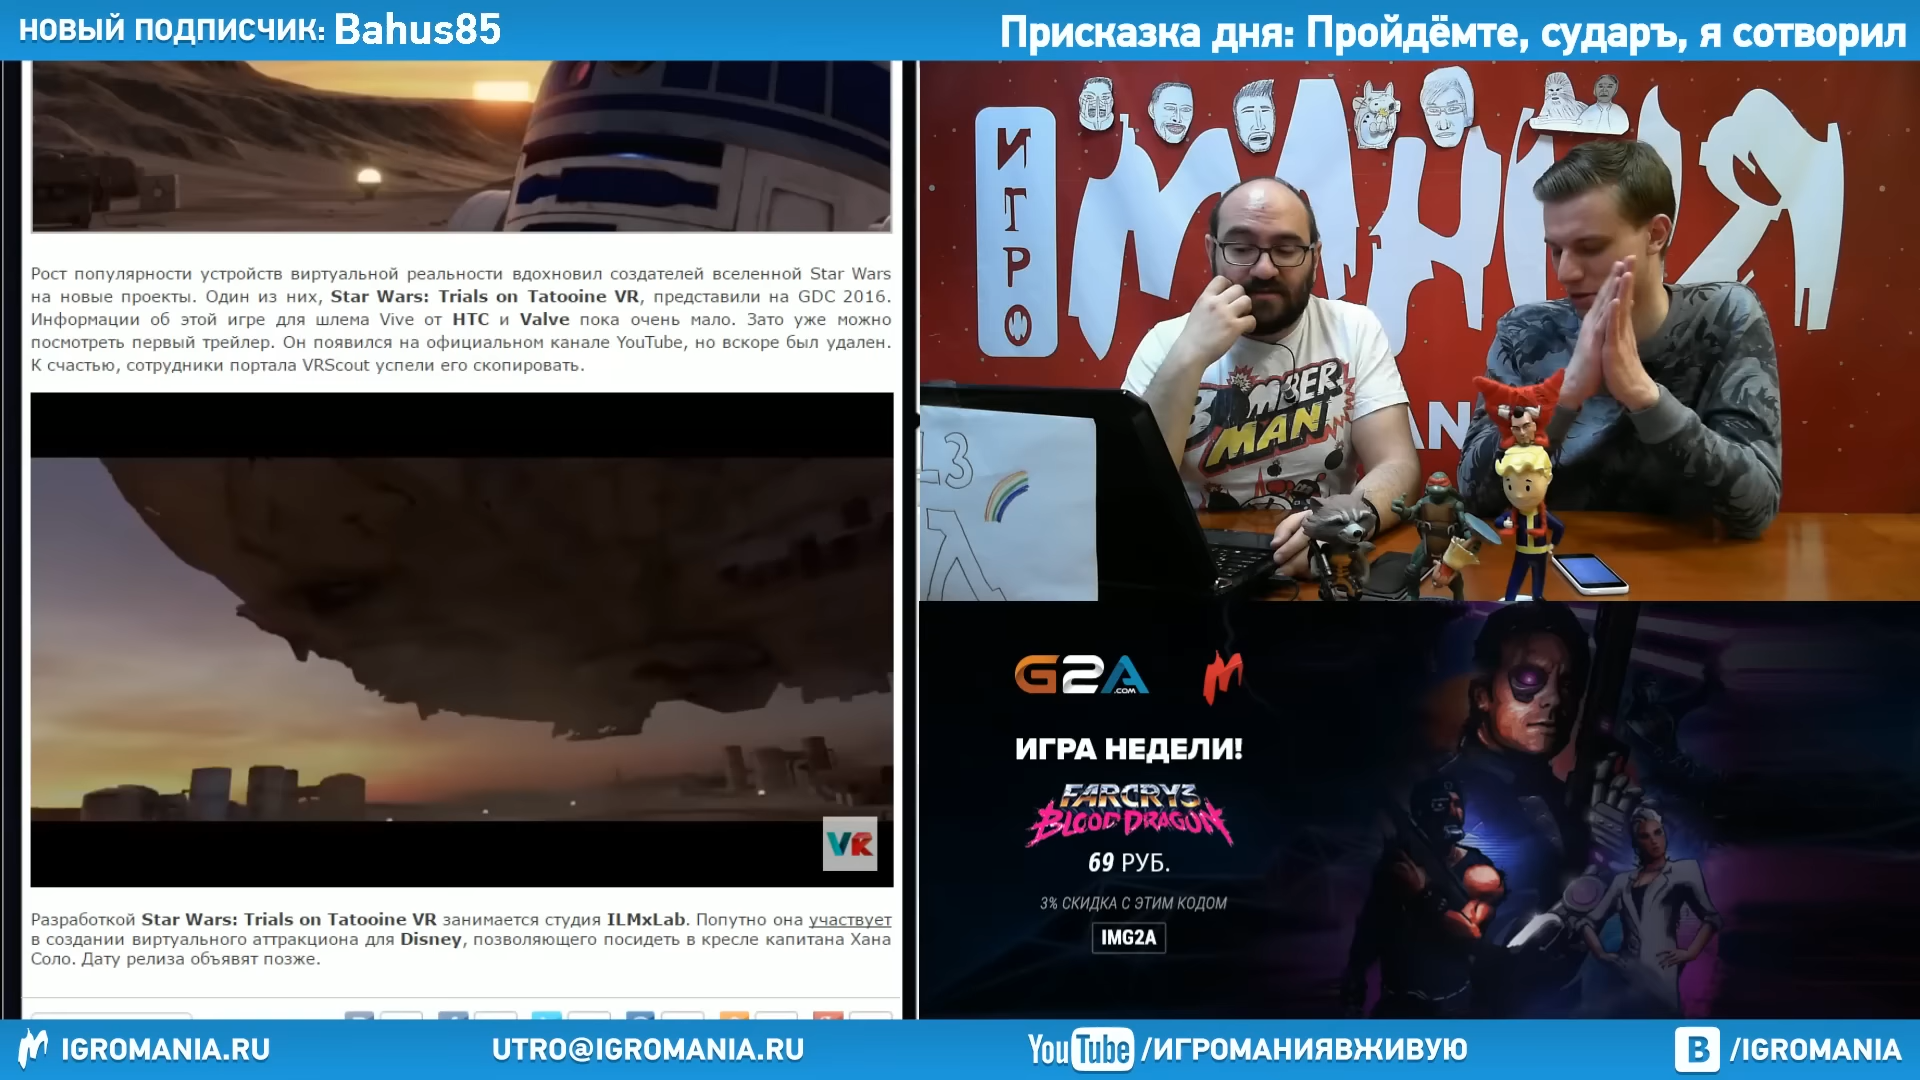 новый подписчик: Bahus85
Присказка дня: Пройдёмте, сударъ, я сотворил
Рост популярности устройств виртуальной реальности вдохновил создателей вселенной Star Wars
на новые проекты. Один из них, Star Wars: Trials on Tatooine VR, представили на GDC 2016.
Информации об этой игре для шлема Vive от HTC и Valve пока очень мало. Зато уже можно
посмотреть первый трейлер. Он появился на официальном канале YouTube, но вскоре был удален.
К счастью, сотрудники портала VRScout успели его скопировать.
VR
Разработкой Star Wars: Trials on Tatooine VR занимается студия ILMxLab. Попутно она участвует
в создании виртуального аттракциона для Disney, позволяющего посидеть в кресле капитана Хана
Соло. Дату релиза объявят позже.
ИГРО
МАНИЯ
BOMBER
MAN
L3
G2A
.COM
ИГРА НЕДЕЛИ!
FARCRY3
BLOOD DRAGON
69 РУБ.
3% СКИДКА С ЭТИМ КОДОМ
IMG2A
IGROMANIA.RU
UTRO@IGROMANIA.RU
YouTube /ИГРОМАНИЯВЖИВУЮ
В /IGROMANIA